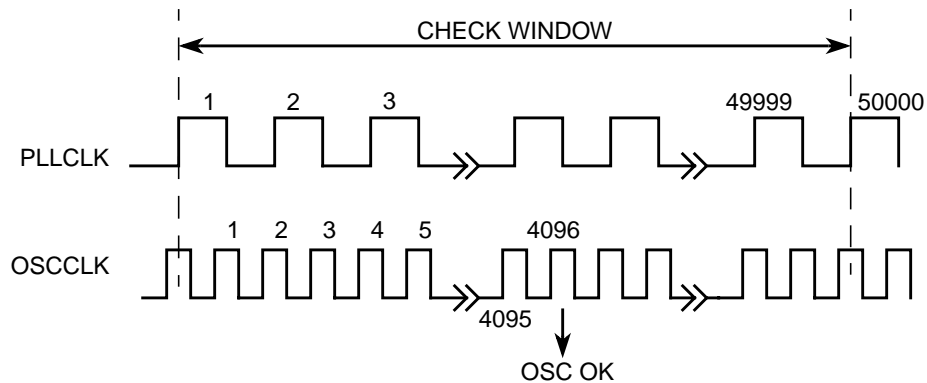 CHECK WINDOW
1 2 3 49999 50000
PLLCLK
1 2 3 4 5 4096
OSCCLK
4095
OSC OK